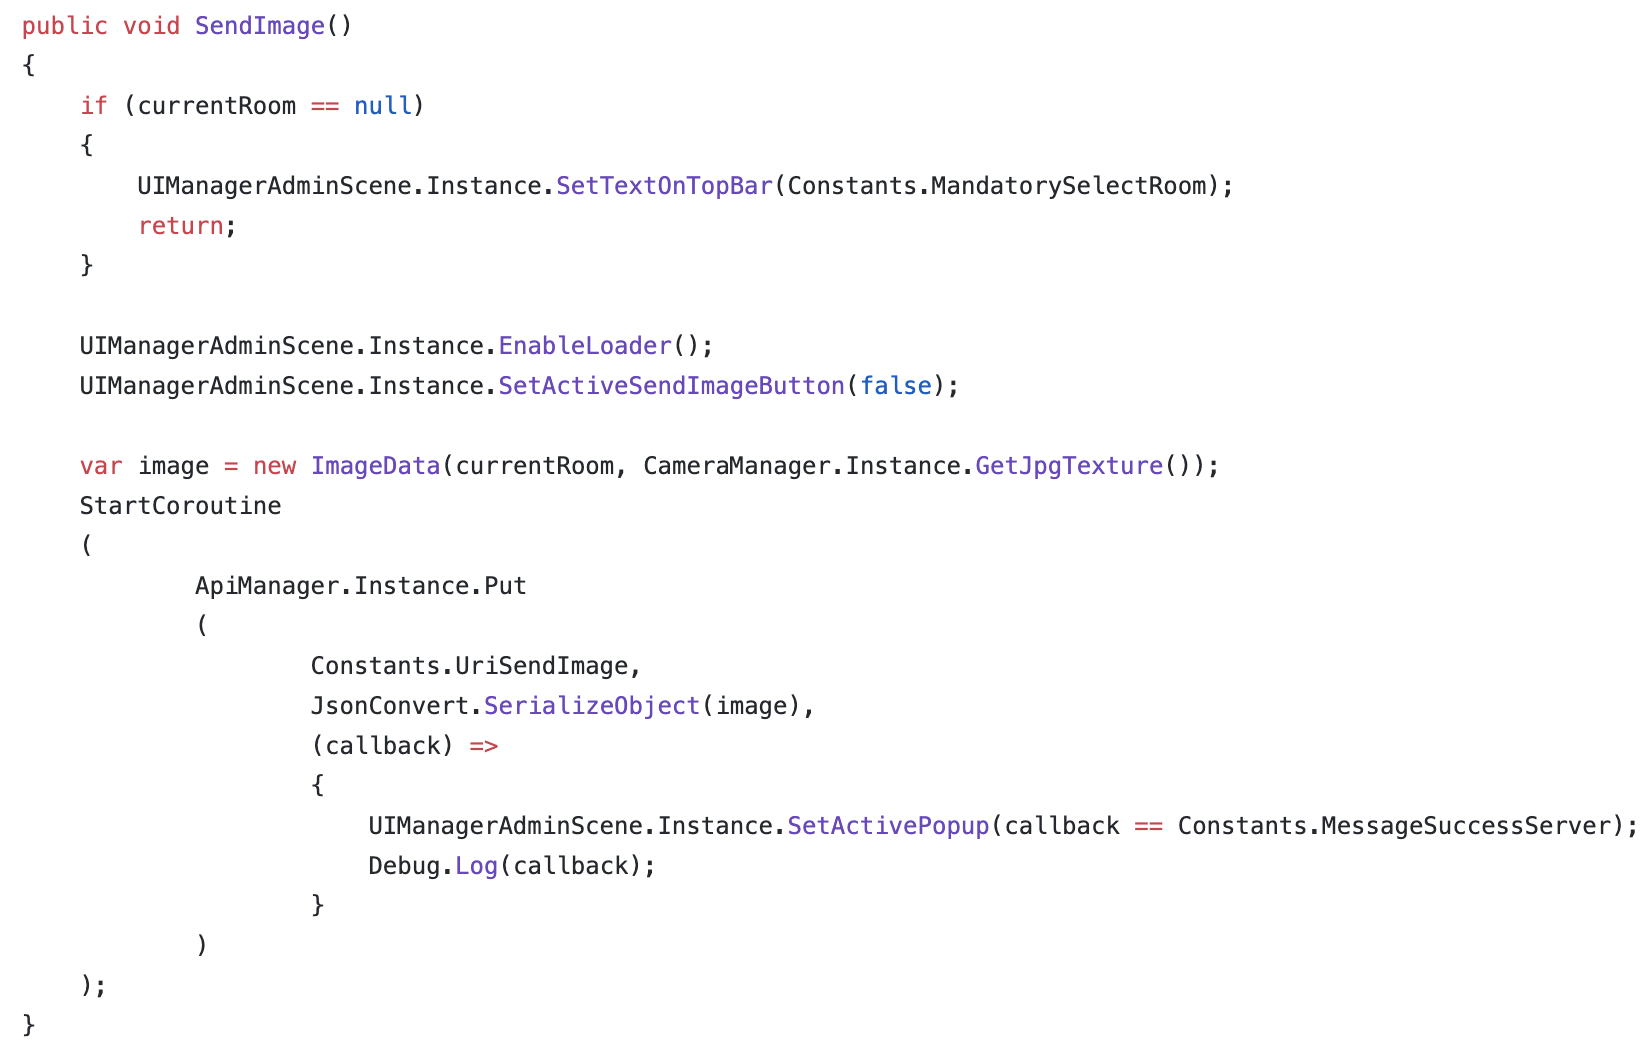 public void SendImage()
{
    if (currentRoom == null)
    {
        UIManagerAdminScene.Instance.SetTextOnTopBar(Constants.MandatorySelectRoom);
        return;
    }

    UIManagerAdminScene.Instance.EnableLoader();
    UIManagerAdminScene.Instance.SetActiveSendImageButton(false);

    var image = new ImageData(currentRoom, CameraManager.Instance.GetJpgTexture());
    StartCoroutine
    (
            ApiManager.Instance.Put
            (
                    Constants.UriSendImage,
                    JsonConvert.SerializeObject(image),
                    (callback) =>
                    {
                        UIManagerAdminScene.Instance.SetActivePopup(callback == Constants.MessageSuccessServer);
                        Debug.Log(callback);
                    }
            )
    );
}